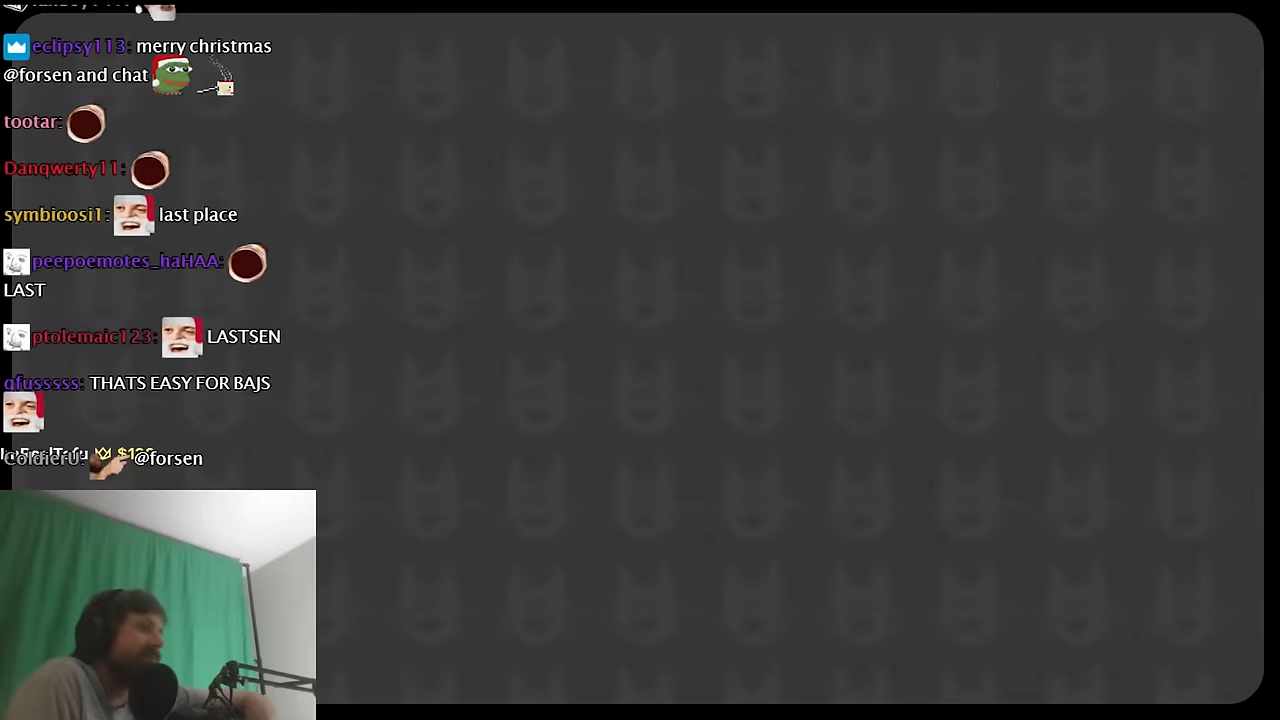 eclipsy113: merry christmas
@forsen and chat
tootar:
Danqwerty11:
symbioosi1: last place
peepoemotes_haHAA:
LAST
ptolemaic123: LASTSEN
gfusssss: THATS EASY FOR BAJS
ColdierU: @forsen